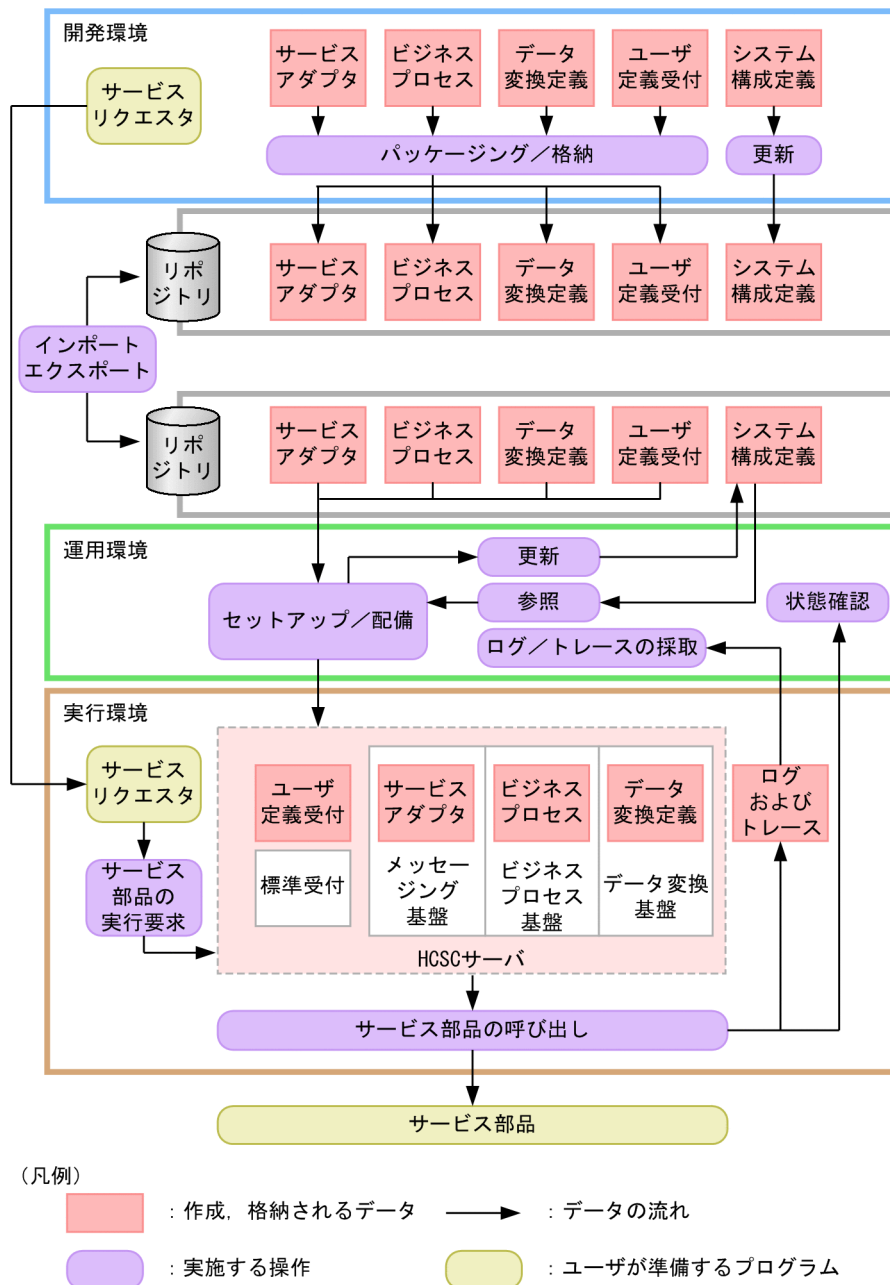 開発環境
サービス
リクエスタ
サービス
アダプタ
ビジネス
プロセス
データ
変換定義
ユーザ
定義受付
システム
構成定義
パッケージング／格納
更新
リポ
ジトリ
サービス
アダプタ
ビジネス
プロセス
データ
変換定義
ユーザ
定義受付
システム
構成定義
インポート
エクスポート
リポ
ジトリ
サービス
アダプタ
ビジネス
プロセス
データ
変換定義
ユーザ
定義受付
システム
構成定義
運用環境
更新
セットアップ／配備
参照
状態確認
ログ／トレースの採取
実行環境
サービス
リクエスタ
ユーザ
定義受付
サービス
アダプタ
ビジネス
プロセス
データ
変換定義
ログ
および
トレース
サービス
部品の
実行要求
標準受付
メッセー
ジング
基盤
ビジネス
プロセス
基盤
データ変換
基盤
HCSCサーバ
サービス部品の呼び出し
サービス部品
（凡例）
：作成，格納されるデータ
：データの流れ
：実施する操作
：ユーザが準備するプログラム